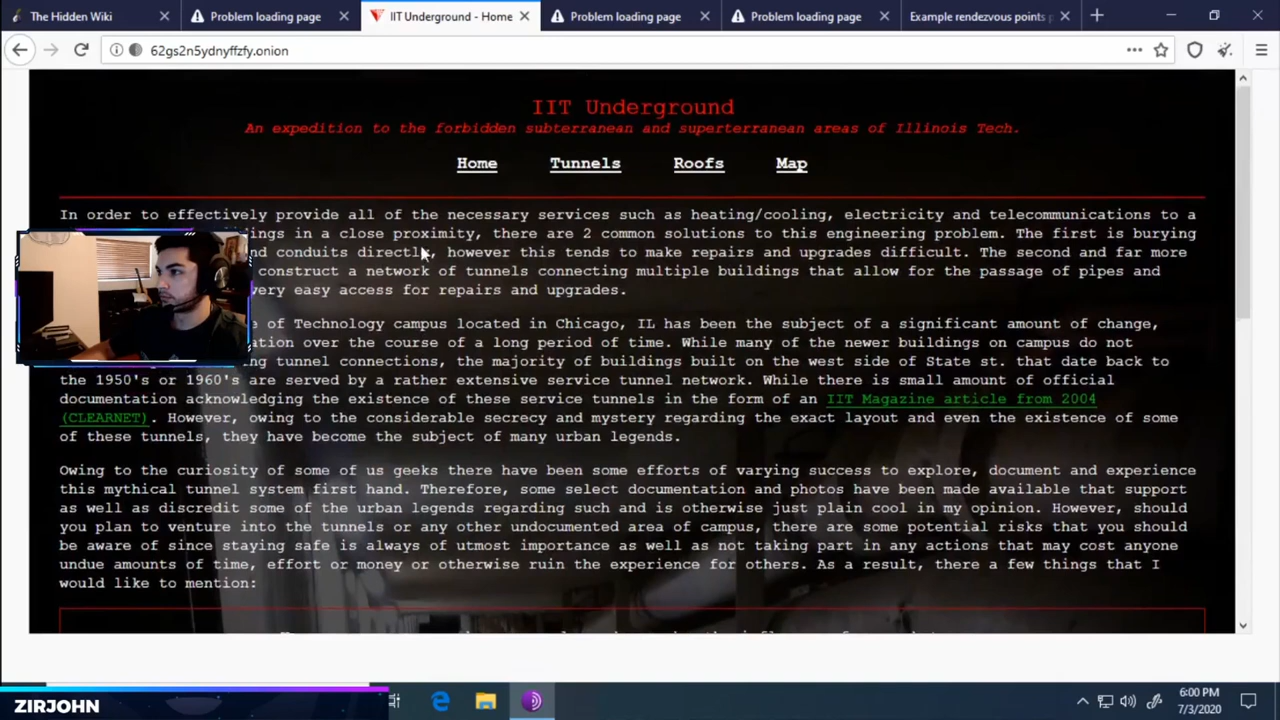 The Hidden Wiki
Problem loading page
IIT Underground - Home
Problem loading page
Problem loading page
Example rendezvous points p
62gs2n5ydnyffzfy.onion
IIT Underground
An expedition to the forbidden subterranean and superterranean areas of Illinois Tech.
Home Tunnels Roofs Map
In order to effectively provide all of the necessary services such as heating/cooling, electricity and telecommunications to a
ings in a close proximity, there are 2 common solutions to this engineering problem. The first is burying
nd conduits directly, however this tends to make repairs and upgrades difficult. The second and far more
construct a network of tunnels connecting multiple buildings that allow for the passage of pipes and
very easy access for repairs and upgrades.
e of Technology campus located in Chicago, IL has been the subject of a significant amount of change,
ation over the course of a long period of time. While many of the newer buildings on campus do not
ng tunnel connections, the majority of buildings built on the west side of State st. that date back to
the 1950's or 1960's are served by a rather extensive service tunnel network. While there is small amount of official
documentation acknowledging the existence of these service tunnels in the form of an IIT Magazine article from 2004
(CLEARNET). However, owing to the considerable secrecy and mystery regarding the exact layout and even the existence of some
of these tunnels, they have become the subject of many urban legends.
Owing to the curiosity of some of us geeks there have been some efforts of varying success to explore, document and experience
this mythical tunnel system first hand. Therefore, some select documentation and photos have been made available that support
as well as discredit some of the urban legends regarding such and is otherwise just plain cool in my opinion. However, should
you plan to venture into the tunnels or any other undocumented area of campus, there are some potential risks that you should
be aware of since staying safe is always of utmost importance as well as not taking part in any actions that may cost anyone
undue amounts of time, effort or money or otherwise ruin the experience for others. As a result, there a few things that I
would like to mention:
ZIRJOHN
6:00 PM
7/3/2020